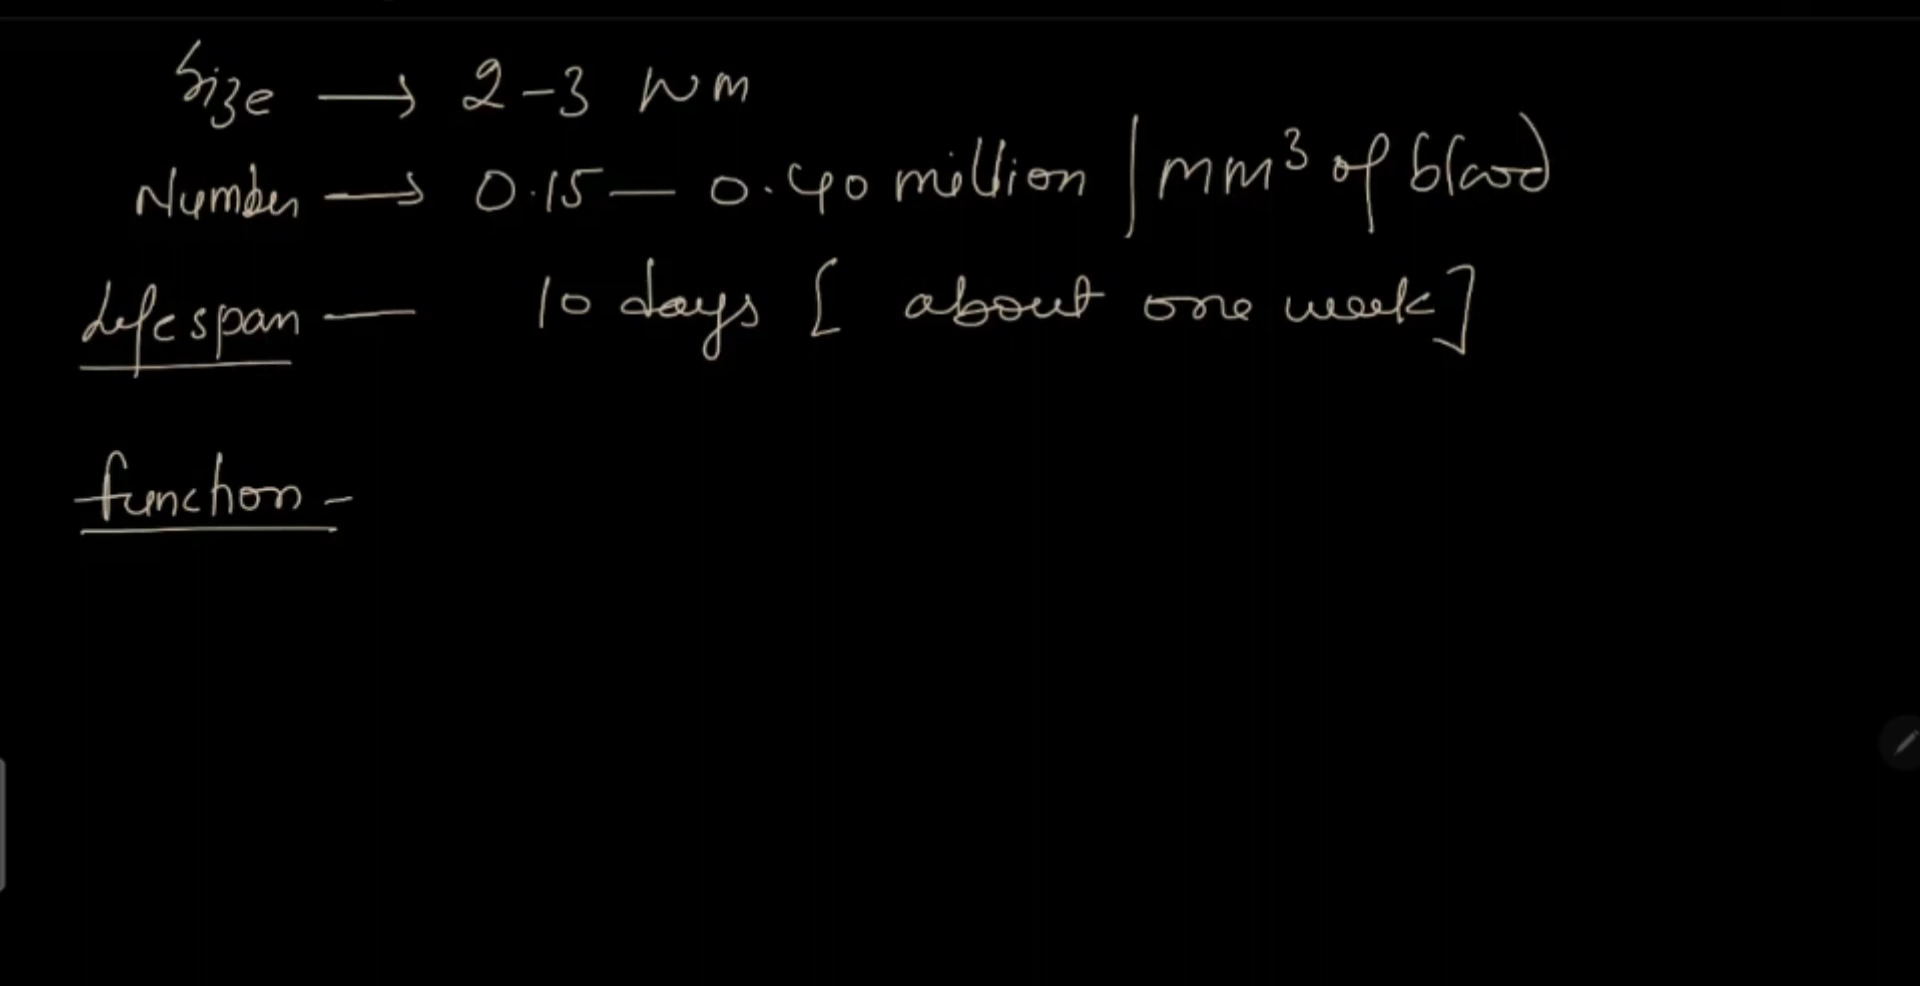 Size → 2-3 µm
Number → 0.15 — 0.40 million / mm³ of blood
Lifespan — 10 days [ about one week ]
function -